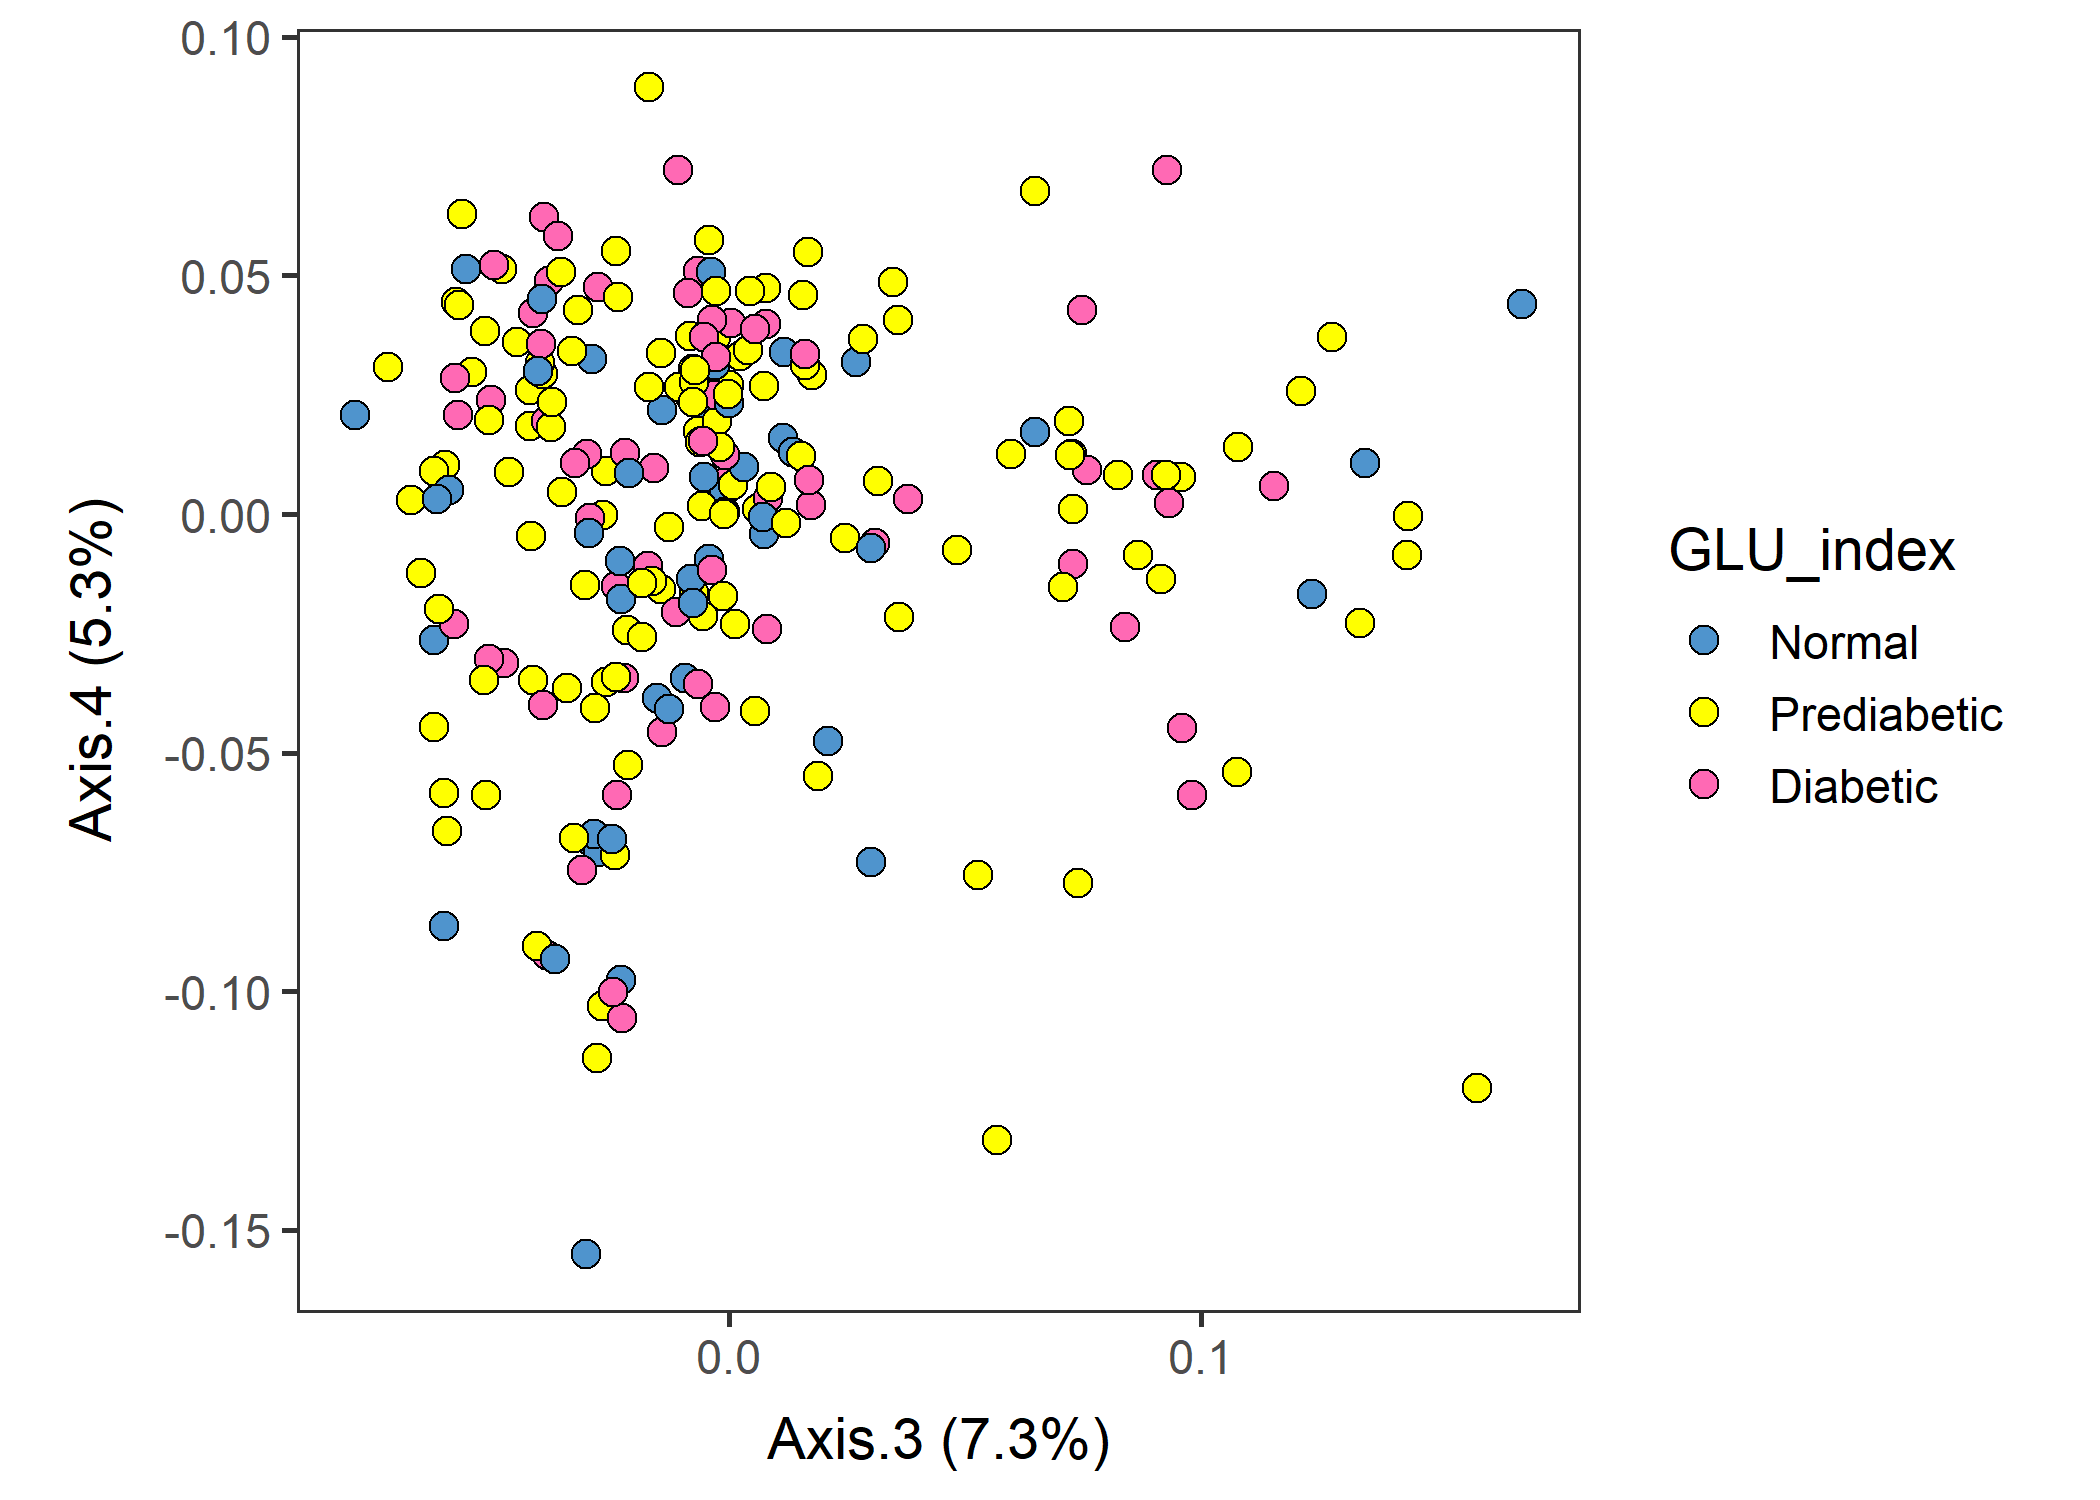 0.10
0.05
0.00
-0.05
-0.10
-0.15
Axis.4 (5.3%)
0.0 0.1
Axis.3 (7.3%)
GLU_index
Normal
Prediabetic
Diabetic